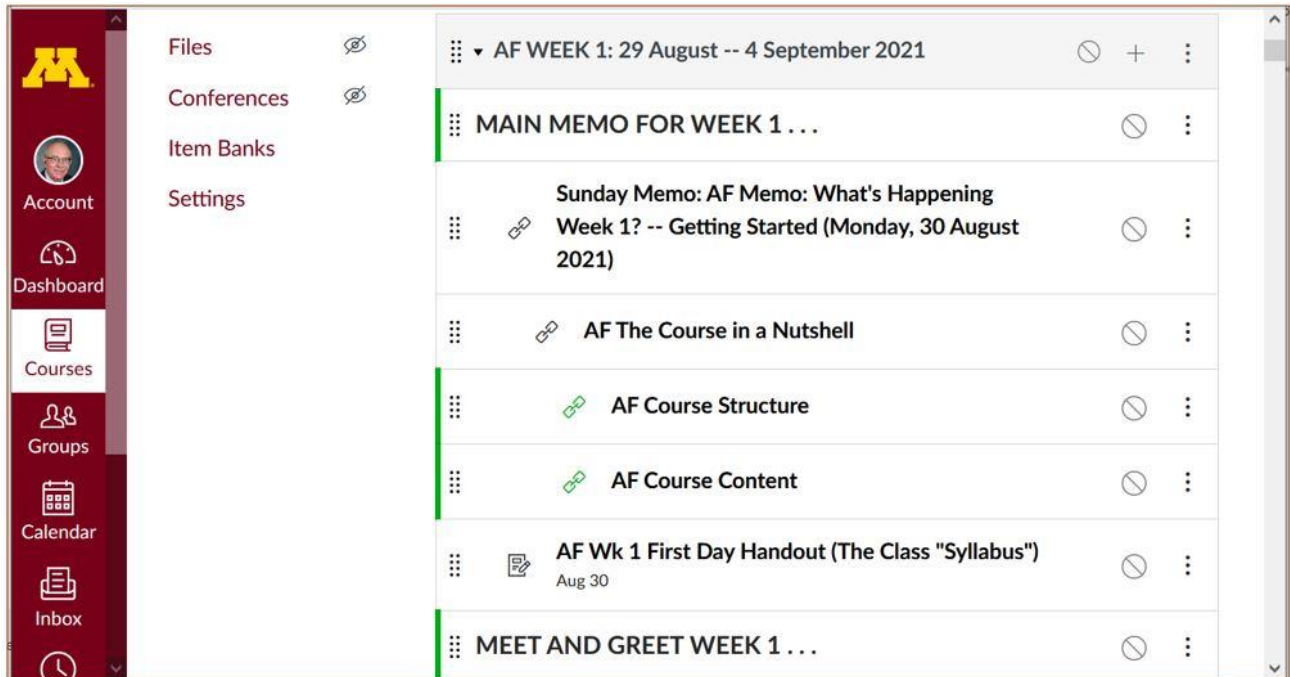 M
Account
Dashboard
Courses
Groups
Calendar
Inbox
Files
Conferences
Item Banks
Settings
AF WEEK 1: 29 August -- 4 September 2021
MAIN MEMO FOR WEEK 1 . . .
Sunday Memo: AF Memo: What's Happening
Week 1? -- Getting Started (Monday, 30 August
2021)
AF The Course in a Nutshell
AF Course Structure
AF Course Content
AF Wk 1 First Day Handout (The Class "Syllabus")
Aug 30
MEET AND GREET WEEK 1 . . .